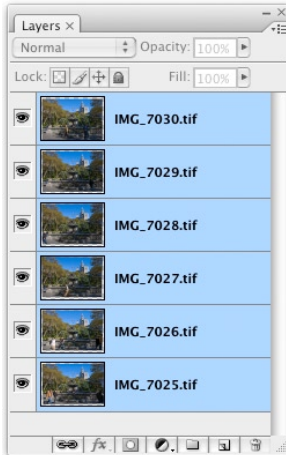 Layers ×
Normal Opacity: 100%
Lock: Fill: 100%
IMG_7030.tif
IMG_7029.tif
IMG_7028.tif
IMG_7027.tif
IMG_7026.tif
IMG_7025.tif
fx.